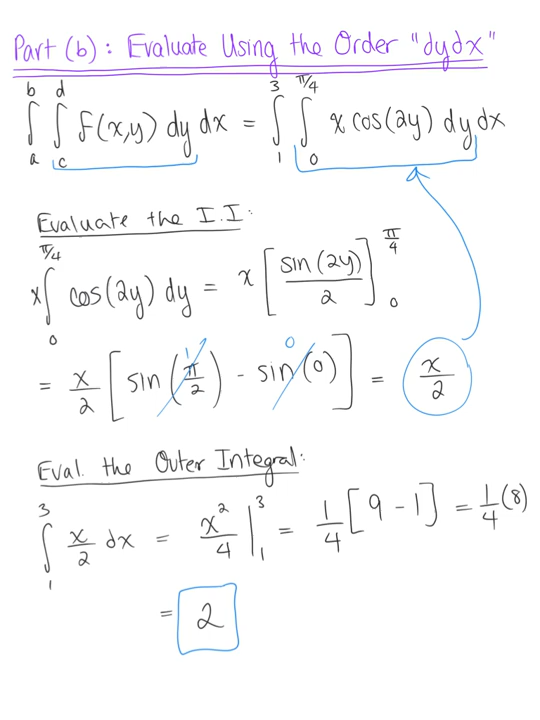 Part (b): Evaluate Using the Order "dydx"
∫_a^b ∫_c^d f(x,y) dy dx = ∫_1^3 ∫_0^{π/4} x cos(2y) dy dx
Evaluate the I.I:
x ∫_0^{π/4} cos(2y) dy = x [ sin(2y)/2 ]_0^{π/4}
= x/2 [ sin(π/2) 1 - sin(0) 0 ] = x/2
Eval. the Outer Integral:
∫_1^3 x/2 dx = x²/4 |_1^3 = 1/4 [9 - 1] = 1/4 (8)
= 2